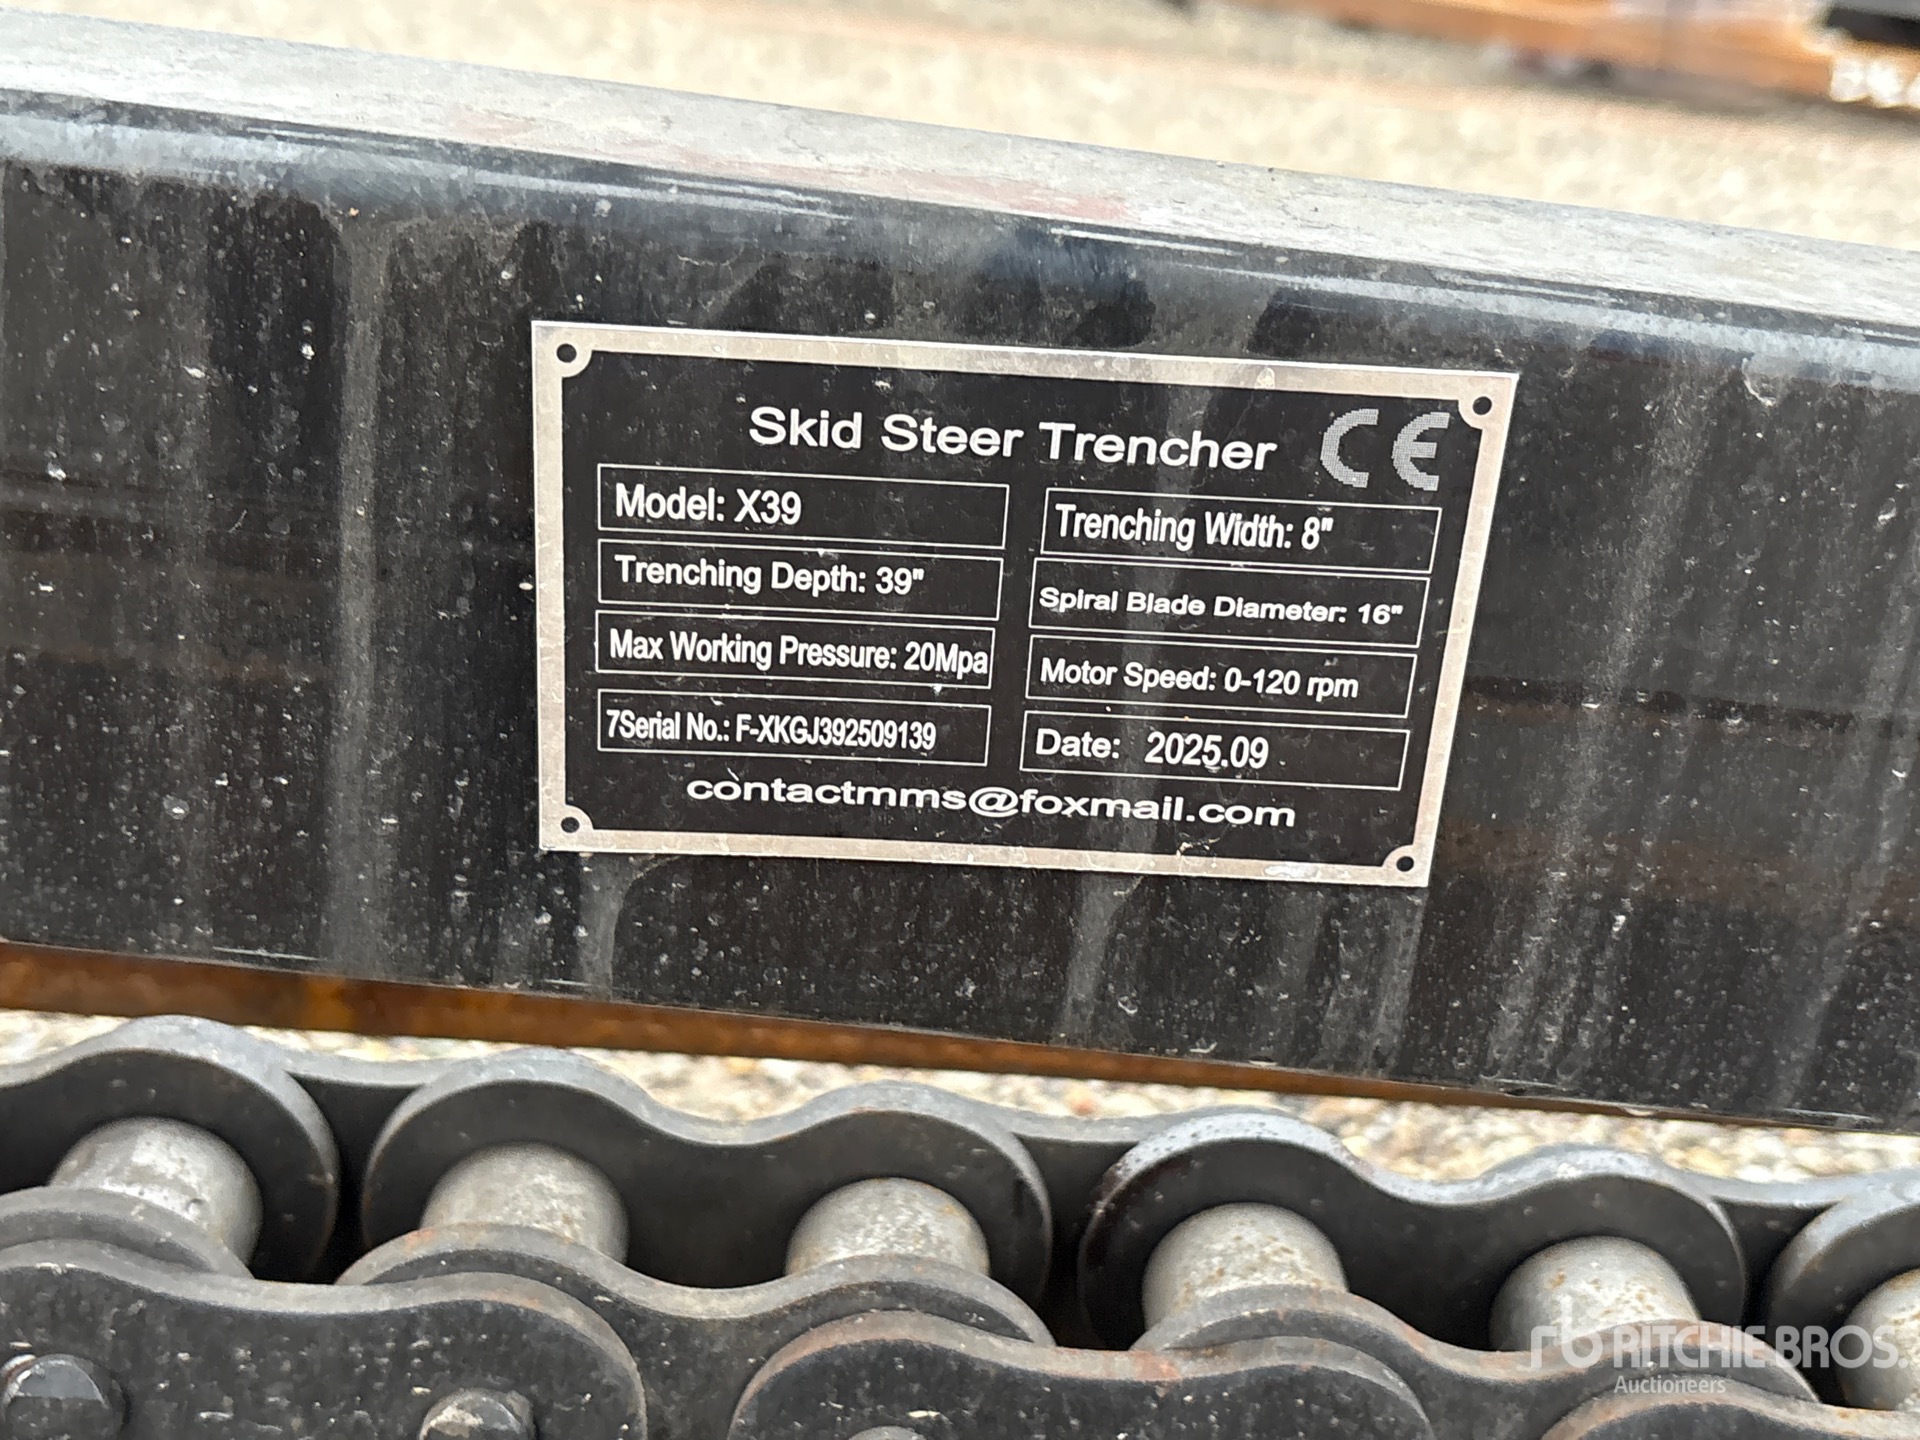 Skid Steer Trencher CE
Model: X39
Trenching Width: 8"
Trenching Depth: 39"
Spiral Blade Diameter: 16"
Max Working Pressure: 20Mpa
Motor Speed: 0-120 rpm
7Serial No.: F-XKGJ392509139
Date: 2025.09
contactmms@foxmail.com
rb RITCHIE BROS.
Auctioneers